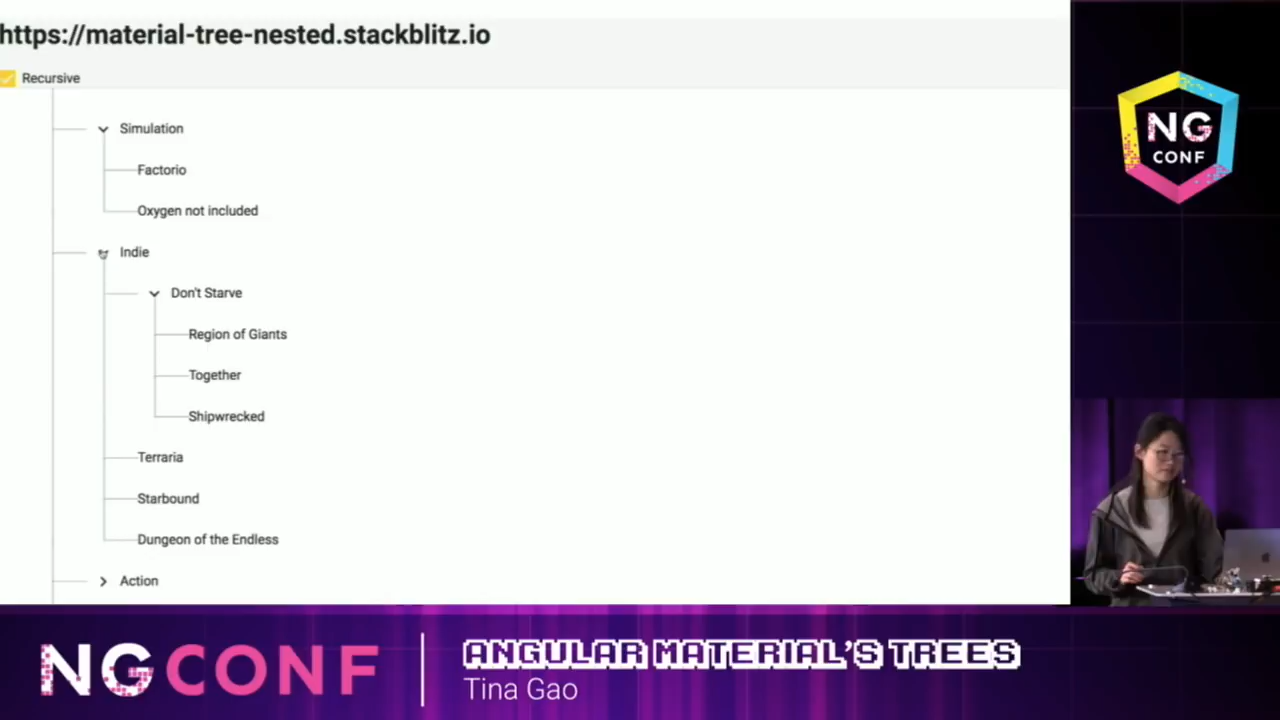 https://material-tree-nested.stackblitz.io
Recursive
Simulation
Factorio
Oxygen not included
Indie
Don't Starve
Region of Giants
Together
Shipwrecked
Terraria
Starbound
Dungeon of the Endless
Action
NG
CONF
NGCONF
ANGULAR MATERIAL'S TREES
Tina Gao